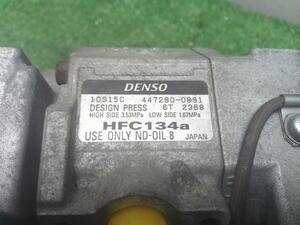 DENSO
10S15C 447280-0891
DESIGN PRESS 6T 2368
HIGH SIDE 3.53MPa LOW SIDE 1.67MPa
HFC134a
USE ONLY ND-OIL 8 JAPAN